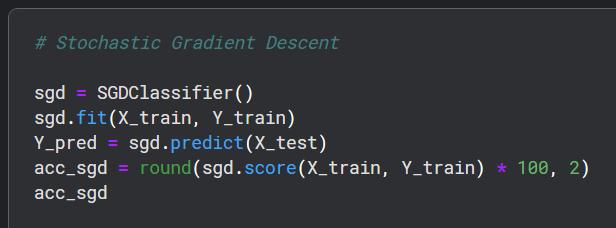 # Stochastic Gradient Descent
sgd = SGDClassifier()
sgd.fit(X_train, Y_train)
Y_pred = sgd.predict(X_test)
acc_sgd = round(sgd.score(X_train, Y_train) * 100, 2)
acc_sgd